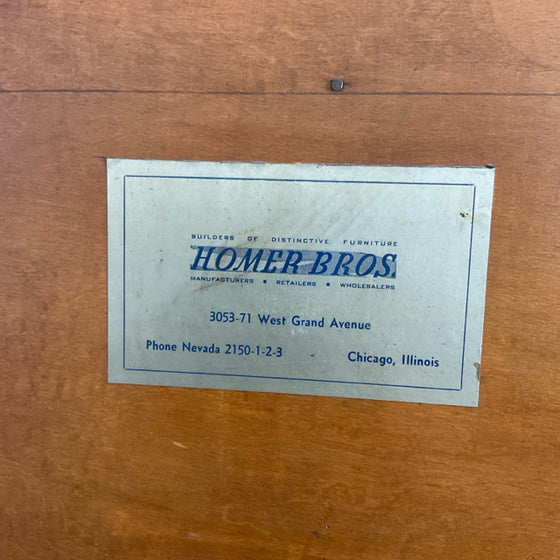 BUILDERS OF DISTINCTIVE FURNITURE
HOMER BROS.
MANUFACTURERS • RETAILERS • WHOLESALERS
3053-71 West Grand Avenue
Phone Nevada 2150-1-2-3 - Chicago, Illinois